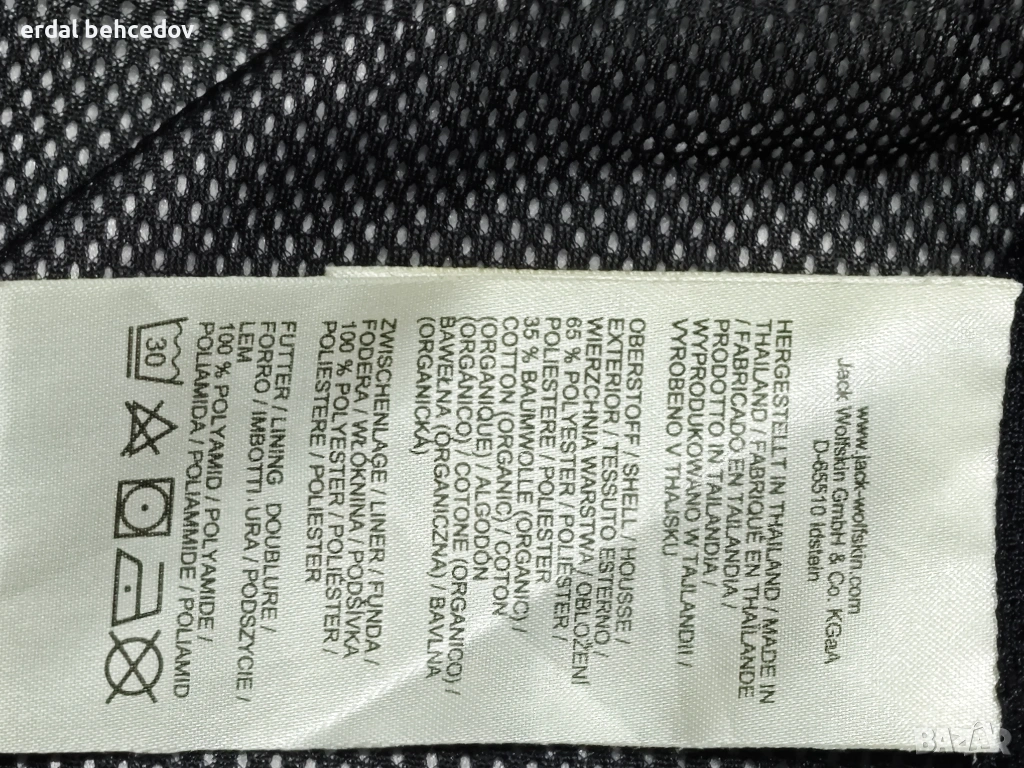 erdal behcedov
www.jack-wolfskin.com
Jack Wolfskin GmbH & Co. KGaA
D-65510 Idstein
HERGESTELLT IN THAILAND / MADE IN
THAILAND / FABRIQUÉ EN THAÏLANDE
/ FABRICADO EN TAILANDIA /
PRODOTTO IN TAILANDIA /
WYPRODUKOWANO W TAJLANDII /
VYROBENO V THAJSKU
OBERSTOFF / SHELL / HOUSSE /
EXTERIOR / TESSUTO ESTERNO /
WIERZCHNIA WARSTWA / OBLOŽENÍ
65 % POLYESTER / POLIÉSTER /
POLIESTERE / POLIESTER
35 % BAUMWOLLE (ORGANIC) /
COTTON (ORGANIC) / COTON
(ORGANIQUE) / ALGODÓN
(ORGÁNICO) / COTONE (ORGANICO) /
BAWEŁNA (ORGANICZNA) / BAVLNA
(ORGANICKÁ)
ZWISCHENLAGE / LINER / FUNDA /
FODERA / WŁÓKNINA / PODŠÍVKA
100 % POLYESTER / POLIÉSTER /
POLIESTERE / POLIESTER
FUTTER / LINING DOUBLURE /
FORRO / IMBOTTI URA / PODSZYCIE /
LEM
100 % POLYAMID / POLYAMIDE /
POLIAMIDA / POLIAMMIDE / POLIAMID
30
BAZAR